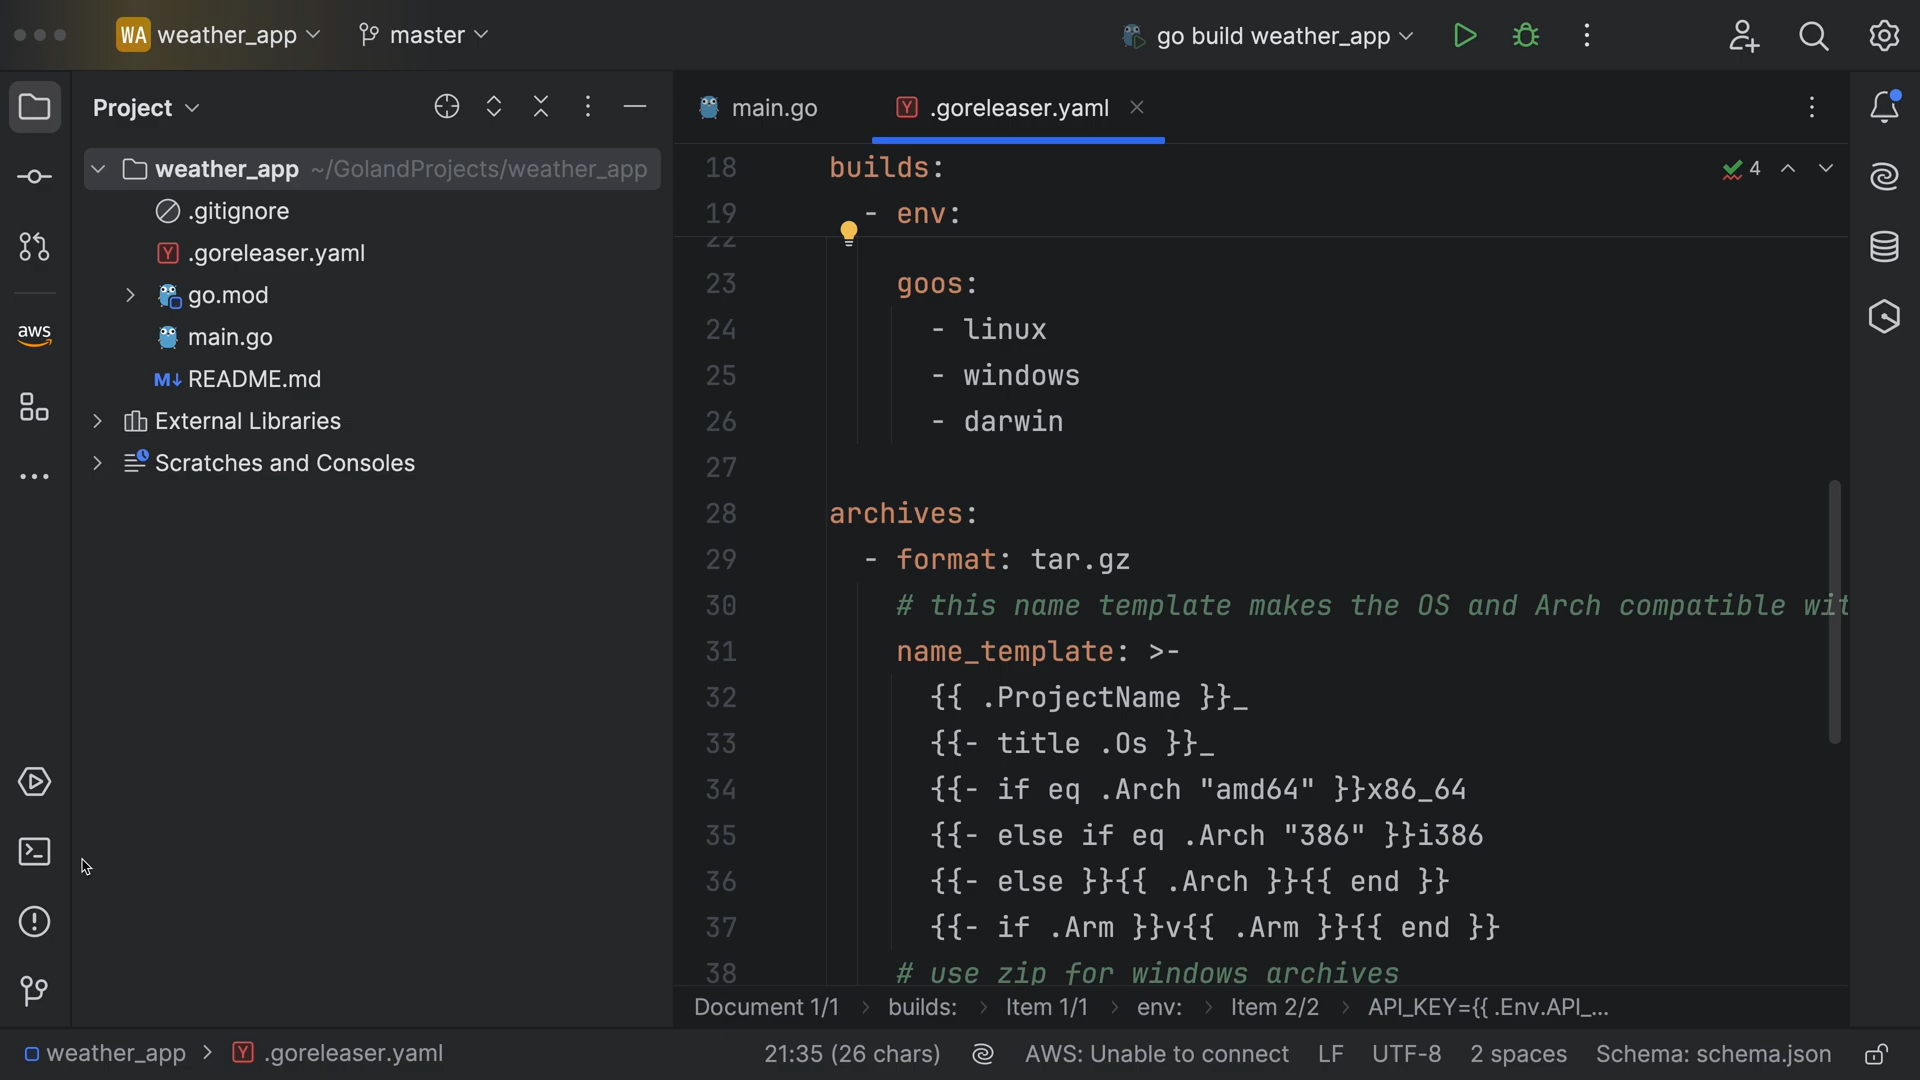 WA weather_app
master
go build weather_app
Project
main.go
.goreleaser.yaml
weather_app ~/GolandProjects/weather_app
.gitignore
.goreleaser.yaml
go.mod
main.go
M↓ README.md
External Libraries
Scratches and Consoles
aws
4
18 builds:
19 - env:
22
23 goos:
24 - linux
25 - windows
26 - darwin
27
28 archives:
29 - format: tar.gz
30 # this name template makes the OS and Arch compatible wit
31 name_template: >-
32 {{ .ProjectName }}_
33 {{- title .Os }}_
34 {{- if eq .Arch "amd64" }}x86_64
35 {{- else if eq .Arch "386" }}i386
36 {{- else }}{{ .Arch }}{{ end }}
37 {{- if .Arm }}v{{ .Arm }}{{ end }}
38 # use zip for windows archives
Document 1/1 > builds: > Item 1/1 > env: > Item 2/2 > API_KEY={{ .Env.API_...
weather_app > Y .goreleaser.yaml
21:35 (26 chars) AWS: Unable to connect LF UTF-8 2 spaces Schema: schema.json